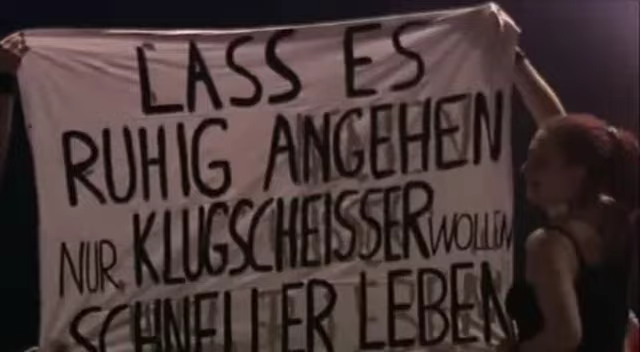 LASS ES
RUHIG ANGEHEN
NUR KLUGSCHEISSER WOLLEN
SCHNELLER LEBEN